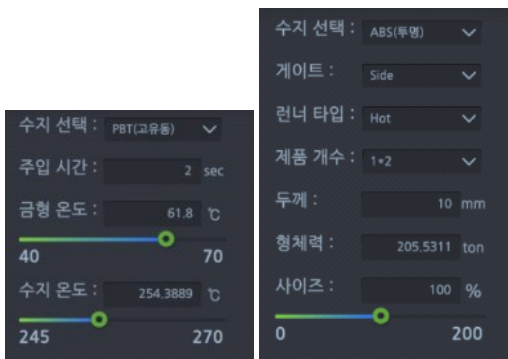 수지 선택 : PBT(고유동)
주입 시간 : 2 sec
금형 온도 : 61.8 ℃
40 70
수지 온도 : 254.3889 ℃
245 270
수지 선택 : ABS(투명)
게이트 : Side
런너 타입 : Hot
제품 개수 : 1*2
두께 : 10 mm
형체력 : 205.5311 ton
사이즈 : 100 %
0 200